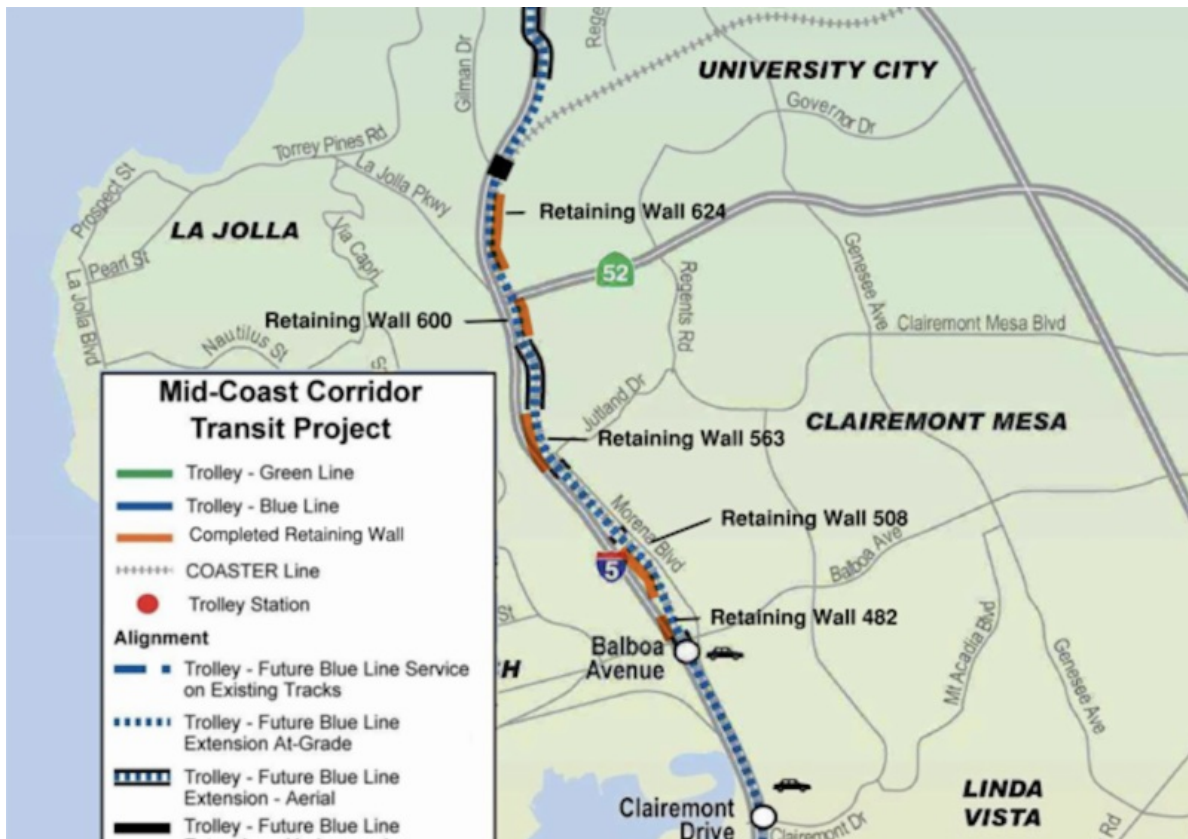 Gilman Dr
Rege
UNIVERSITY CITY
Governor Dr
Torrey Pines Rd
La Jolla Pkwy
Prospect St
LA JOLLA
Via Capri
Pearl St
La Jolla Blvd
Nautilus St
Retaining Wall 624
52
Regents Rd
Genesee Ave
Retaining Wall 600
Clairemont Mesa Blvd
Jutland Dr
CLAIREMONT MESA
Retaining Wall 563
Morena Blvd
Retaining Wall 508
Balboa Ave
5
St
Retaining Wall 482
Balboa
Avenue
H
Mt Acadia Blvd
Genesee Ave
LINDA
VISTA
Clairemont
Drive
Clairemont Dr
Rd
Mid-Coast Corridor
Transit Project
Trolley - Green Line
Trolley - Blue Line
Completed Retaining Wall
COASTER Line
Trolley Station
Alignment
Trolley - Future Blue Line Service
on Existing Tracks
Trolley - Future Blue Line
Extension At-Grade
Trolley - Future Blue Line
Extension - Aerial
Trolley - Future Blue Line